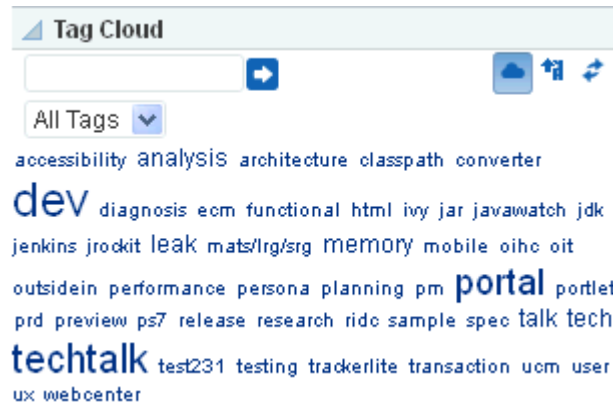 Tag Cloud
All Tags
accessibility analysis architecture classpath converter
dev diagnosis ecm functional html ivy jar javawatch jdk
jenkins jrockit leak mats/lrg/srg memory mobile oihc oit
outsidein performance persona planning pm portal portlet
prd preview ps7 release research ridc sample spec talk tech
techtalk test231 testing trackerlite transaction ucm user
ux webcenter